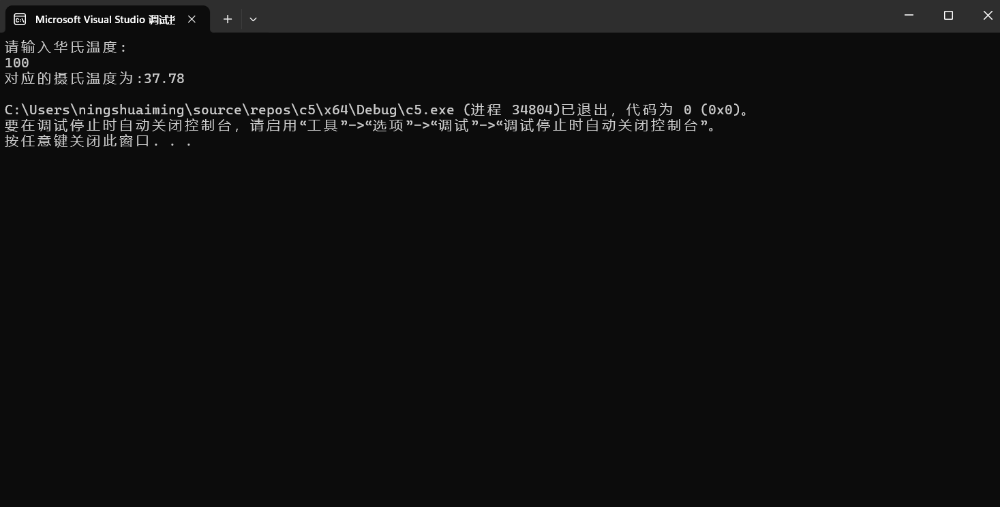 Microsoft Visual Studio 调试
请输入华氏温度:
100
对应的摄氏温度为:37.78
C:\Users\ningshuaiming\source\repos\c5\x64\Debug\c5.exe (进程 34804)已退出，代码为 0 (0x0)。
要在调试停止时自动关闭控制台，请启用“工具”->“选项”->“调试”->“调试停止时自动关闭控制台”。
按任意键关闭此窗口. . .